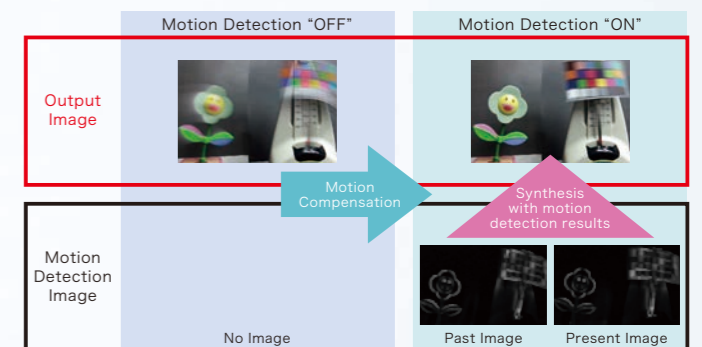 Motion Detection “OFF”
Motion Detection “ON”
Output
Image
Motion
Compensation
Synthesis
with motion
detection results
Motion
Detection
Image
No Image
Past Image
Present Image